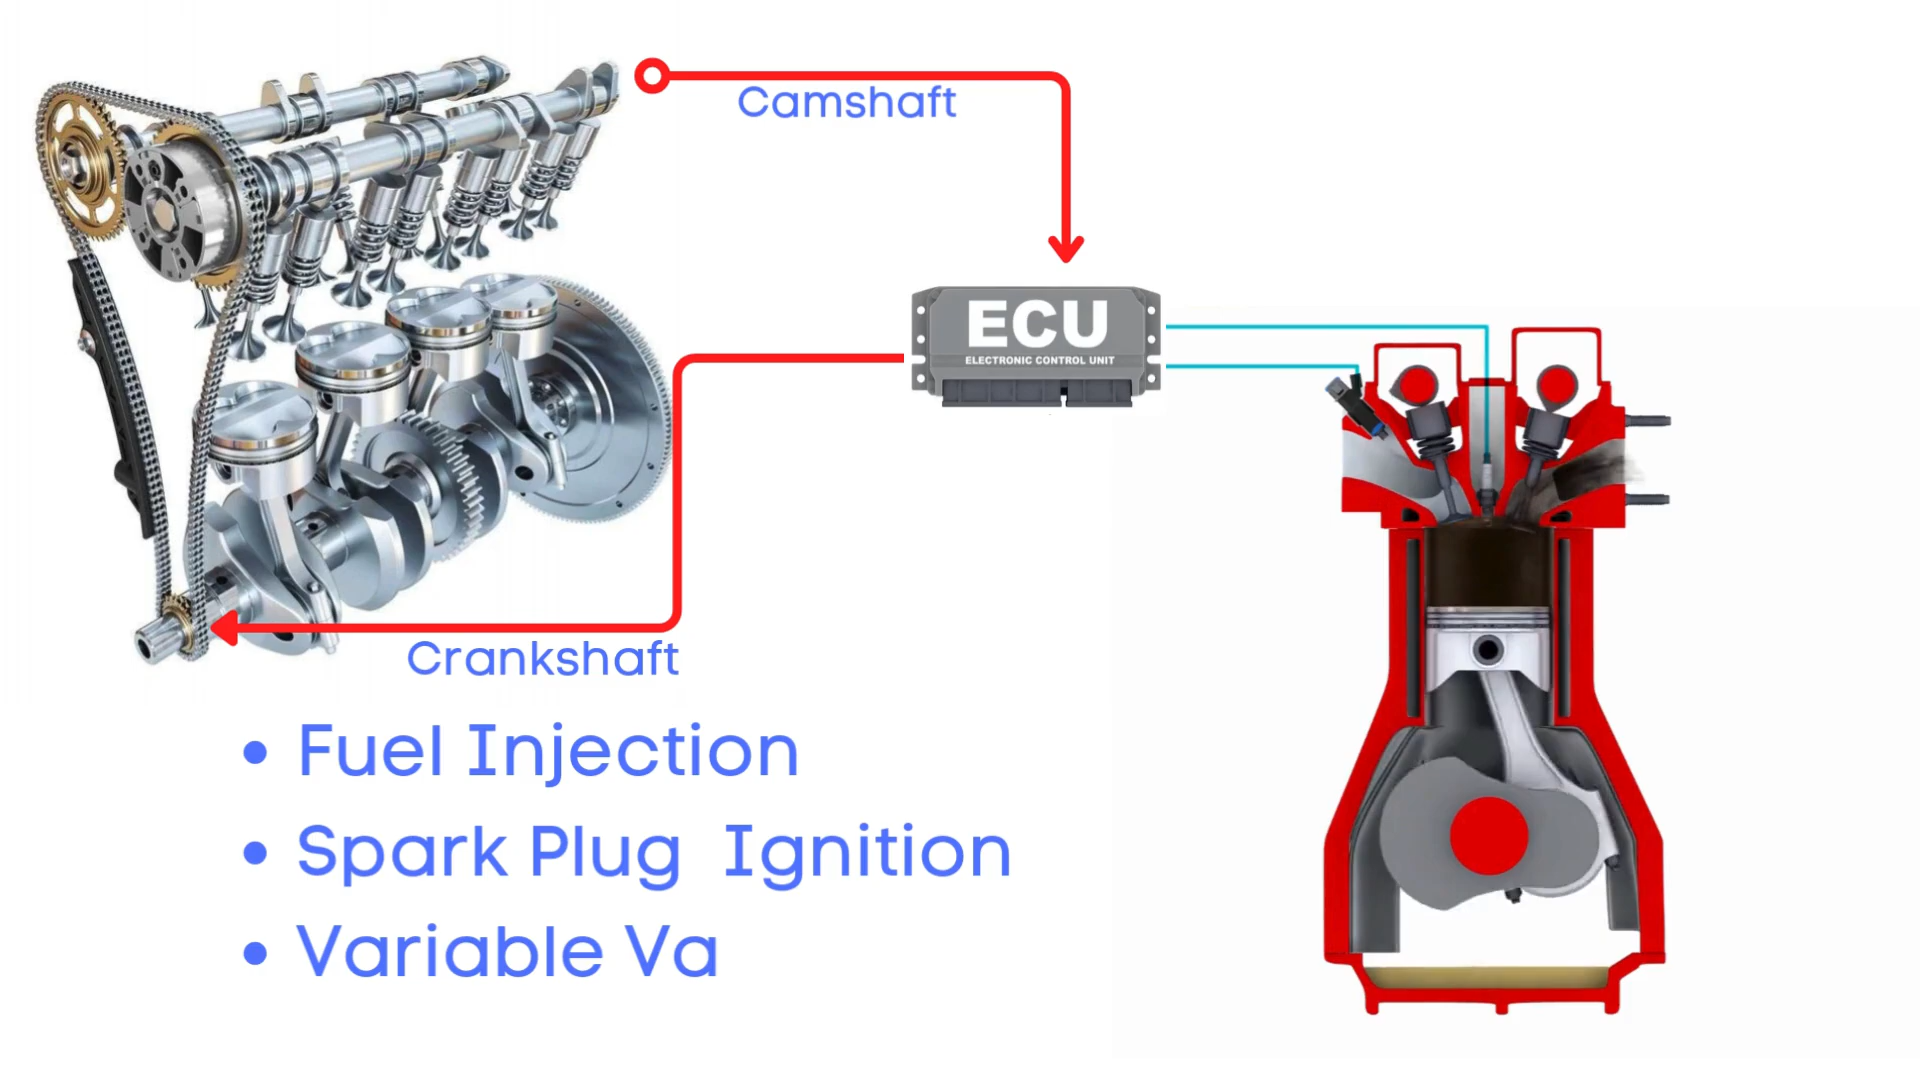 Camshaft
ECU
ELECTRONIC CONTROL UNIT
Crankshaft
• Fuel Injection
• Spark Plug Ignition
• Variable Va